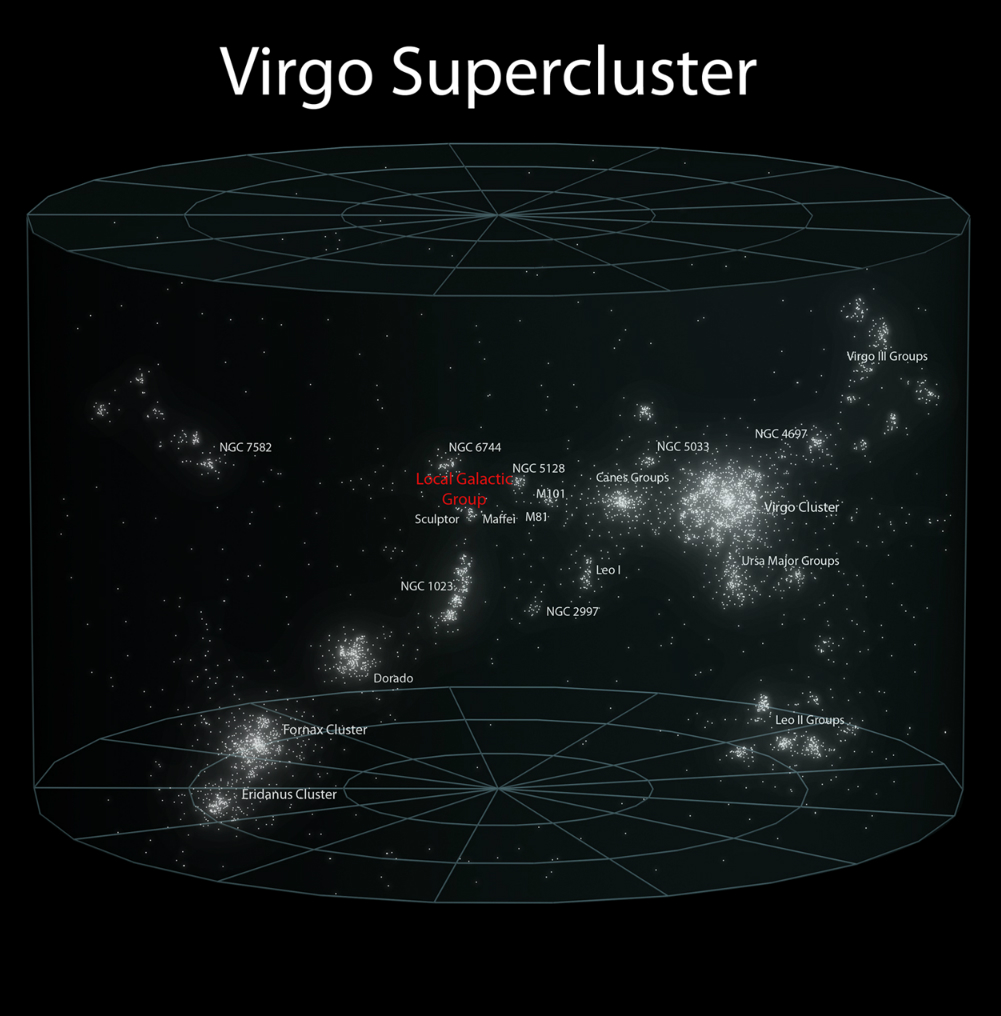 Virgo Supercluster
Virgo III Groups
NGC 7582
NGC 6744
NGC 5033
NGC 4697
Local Galactic
Group
NGC 5128
Canes Groups
M101
Virgo Cluster
Sculptor
Maffei
M81
Ursa Major Groups
Leo I
NGC 1023
NGC 2997
Dorado
Leo II Groups
Fornax Cluster
Eridanus Cluster